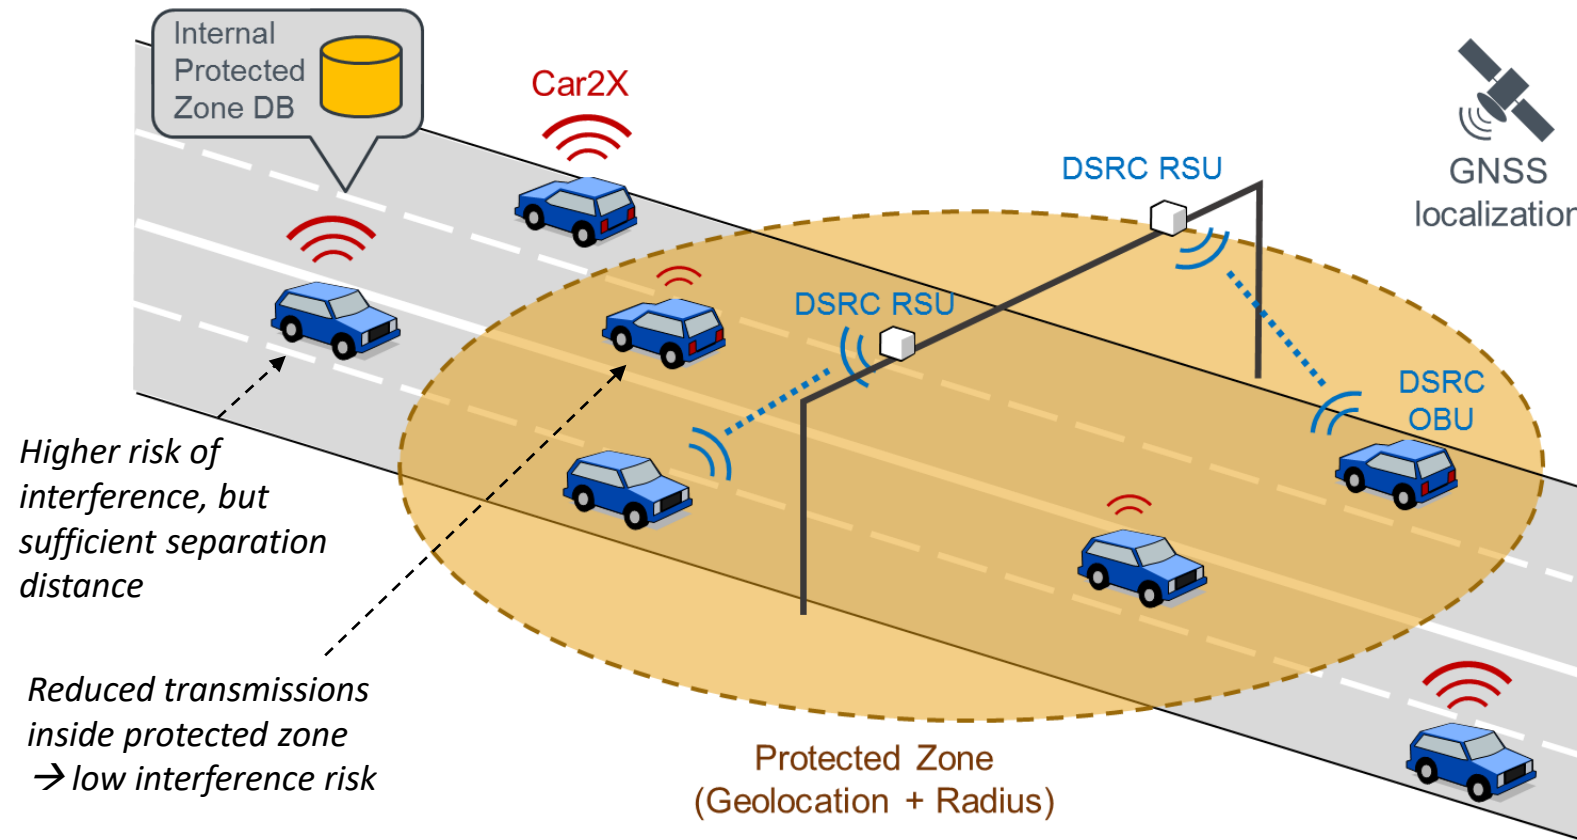 Internal
Protected
Zone DB
Car2X
DSRC RSU
GNSS
localization
DSRC RSU
DSRC
OBU
Higher risk of
interference, but
sufficient separation
distance
Reduced transmissions
inside protected zone
→ low interference risk
Protected Zone
(Geolocation + Radius)